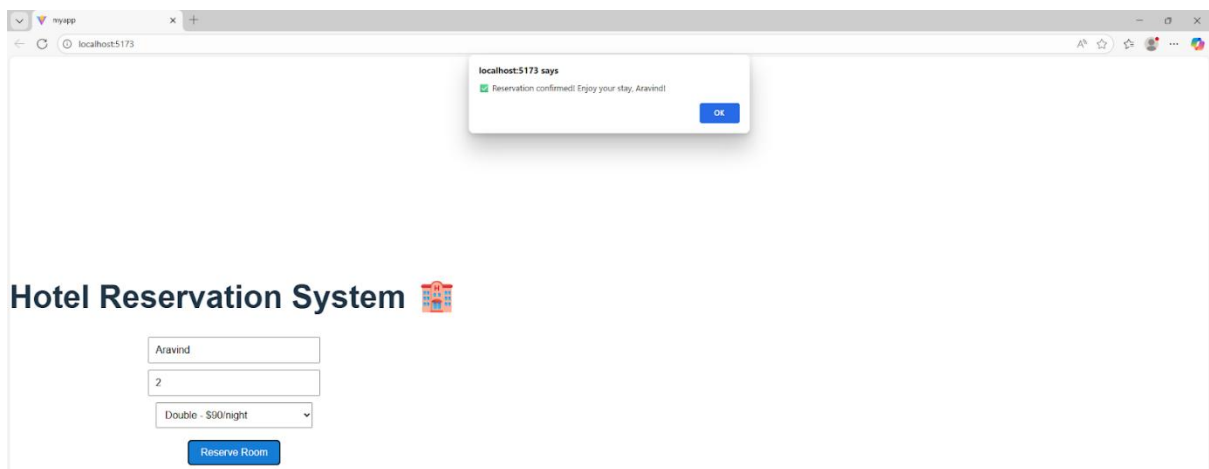 myapp
localhost:5173
localhost:5173 says
✅ Reservation confirmed! Enjoy your stay, Aravind!
OK
Hotel Reservation System 🏨
Aravind
2
Double - $90/night
Reserve Room